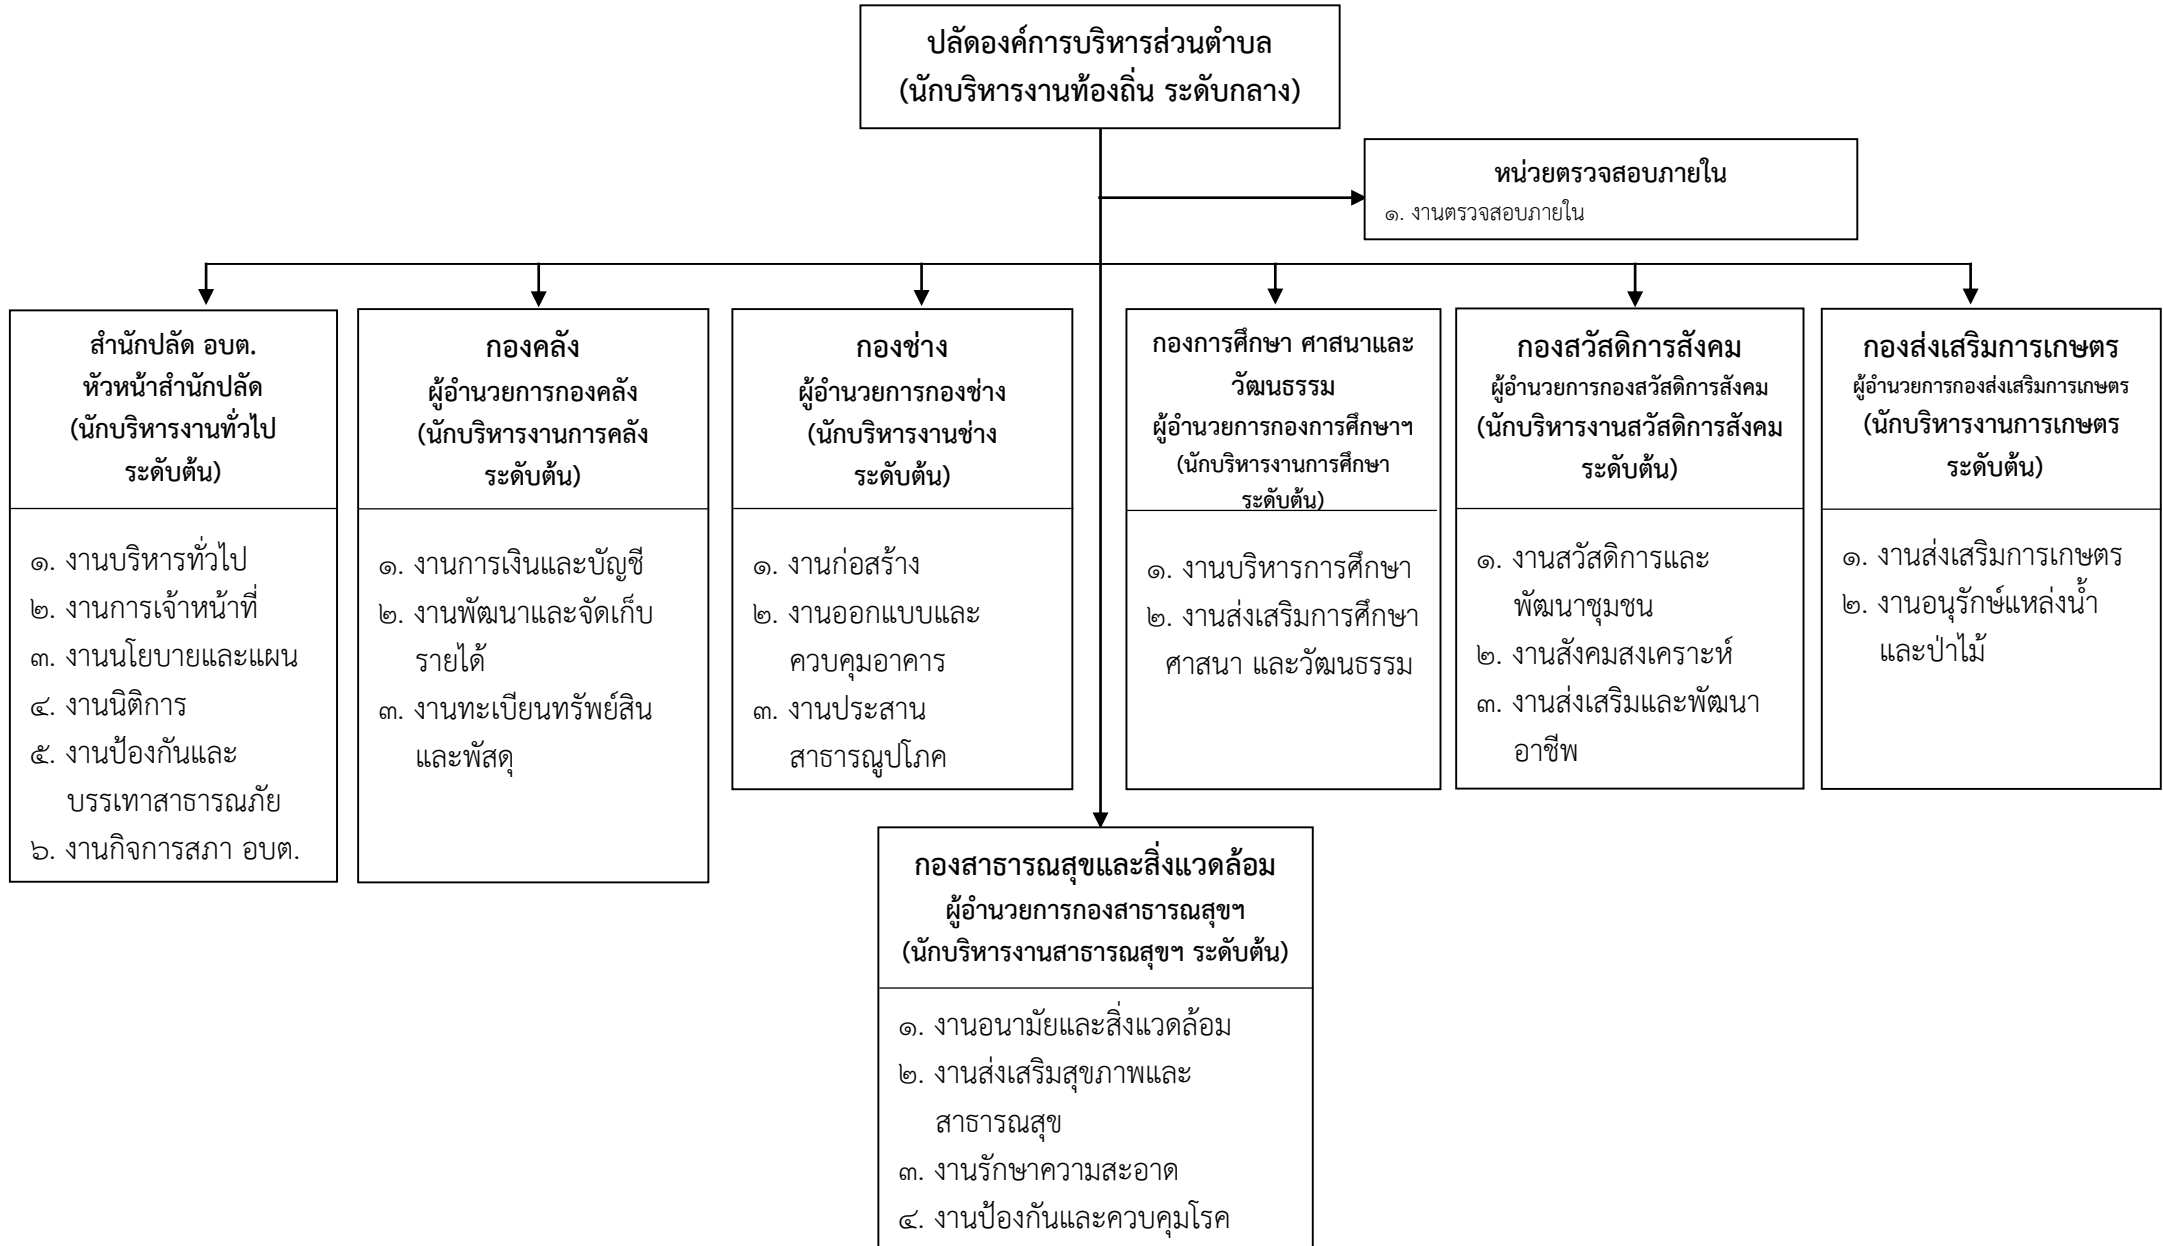 ปลัดองค์การบริหารส่วนตำบล
(นักบริหารงานท้องถิ่น ระดับกลาง)
หน่วยตรวจสอบภายใน
๑. งานตรวจสอบภายใน
สำนักปลัด อบต.
หัวหน้าสำนักปลัด
(นักบริหารงานทั่วไป
ระดับต้น)
๑. งานบริหารทั่วไป
๒. งานการเจ้าหน้าที่
๓. งานนโยบายและแผน
๔. งานนิติการ
๕. งานป้องกันและ
บรรเทาสาธารณภัย
๖. งานกิจการสภา อบต.
กองคลัง
ผู้อำนวยการกองคลัง
(นักบริหารงานการคลัง
ระดับต้น)
๑. งานการเงินและบัญชี
๒. งานพัฒนาและจัดเก็บ
รายได้
๓. งานทะเบียนทรัพย์สิน
และพัสดุ
กองช่าง
ผู้อำนวยการกองช่าง
(นักบริหารงานช่าง
ระดับต้น)
๑. งานก่อสร้าง
๒. งานออกแบบและ
ควบคุมอาคาร
๓. งานประสาน
สาธารณูปโภค
กองการศึกษา ศาสนาและ
วัฒนธรรม
ผู้อำนวยการกองการศึกษาฯ
(นักบริหารงานการศึกษา
ระดับต้น)
๑. งานบริหารการศึกษา
๒. งานส่งเสริมการศึกษา
ศาสนา และวัฒนธรรม
กองสวัสดิการสังคม
ผู้อำนวยการกองสวัสดิการสังคม
(นักบริหารงานสวัสดิการสังคม
ระดับต้น)
๑. งานสวัสดิการและ
พัฒนาชุมชน
๒. งานสังคมสงเคราะห์
๓. งานส่งเสริมและพัฒนา
อาชีพ
กองส่งเสริมการเกษตร
ผู้อำนวยการกองส่งเสริมการเกษตร
(นักบริหารงานการเกษตร
ระดับต้น)
๑. งานส่งเสริมการเกษตร
๒. งานอนุรักษ์แหล่งน้ำ
และป่าไม้
กองสาธารณสุขและสิ่งแวดล้อม
ผู้อำนวยการกองสาธารณสุขฯ
(นักบริหารงานสาธารณสุขฯ ระดับต้น)
๑. งานอนามัยและสิ่งแวดล้อม
๒. งานส่งเสริมสุขภาพและ
สาธารณสุข
๓. งานรักษาความสะอาด
๔. งานป้องกันและควบคุมโรค